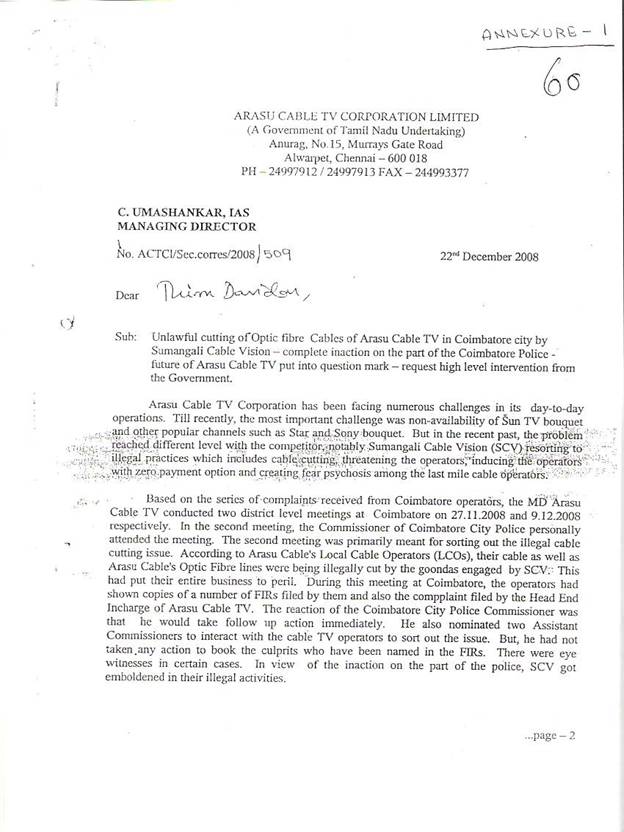 ANNEXURE - 1
60
ARASU CABLE TV CORPORATION LIMITED
(A Government of Tamil Nadu Undertaking)
Anurag, No.15, Murrays Gate Road
Alwarpet, Chennai – 600 018
PH – 24997912 / 24997913 FAX – 244993377
C. UMASHANKAR, IAS
MANAGING DIRECTOR
No. ACTCl/Sec.corres/2008/509
22nd December 2008
Dear
Sub: Unlawful cutting of Optic fibre Cables of Arasu Cable TV in Coimbatore city by
Sumangali Cable Vision – complete inaction on the part of the Coimbatore Police -
future of Arasu Cable TV put into question mark – request high level intervention from
the Government.
Arasu Cable TV Corporation has been facing numerous challenges in its day-to-day
operations. Till recently, the most important challenge was non-availability of Sun TV bouquet
and other popular channels such as Star and Sony bouquet. But in the recent past, the problem
reached different level with the competitor, notably Sumangali Cable Vision (SCV) resorting to
illegal practices which includes cable cutting, threatening the operators, inducing the operators
with zero payment option and creating fear psychosis among the last mile cable operators.
Based on the series of complaints received from Coimbatore operators, the MD Arasu
Cable TV conducted two district level meetings at Coimbatore on 27.11.2008 and 9.12.2008
respectively. In the second meeting, the Commissioner of Coimbatore City Police personally
attended the meeting. The second meeting was primarily meant for sorting out the illegal cable
cutting issue. According to Arasu Cable's Local Cable Operators (LCOs), their cable as well as
Arasu Cable's Optic Fibre lines were being illegally cut by the goondas engaged by SCV. This
had put their entire business to peril. During this meeting at Coimbatore, the operators had
shown copies of a number of FIRs filed by them and also the complaint filed by the Head End
Incharge of Arasu Cable TV. The reaction of the Coimbatore City Police Commissioner was
that he would take follow up action immediately. He also nominated two Assistant
Commissioners to interact with the cable TV operators to sort out the issue. But, he had not
taken any action to book the culprits who have been named in the FIRs. There were eye
witnesses in certain cases. In view of the inaction on the part of the police, SCV got
emboldened in their illegal activities.
...page – 2